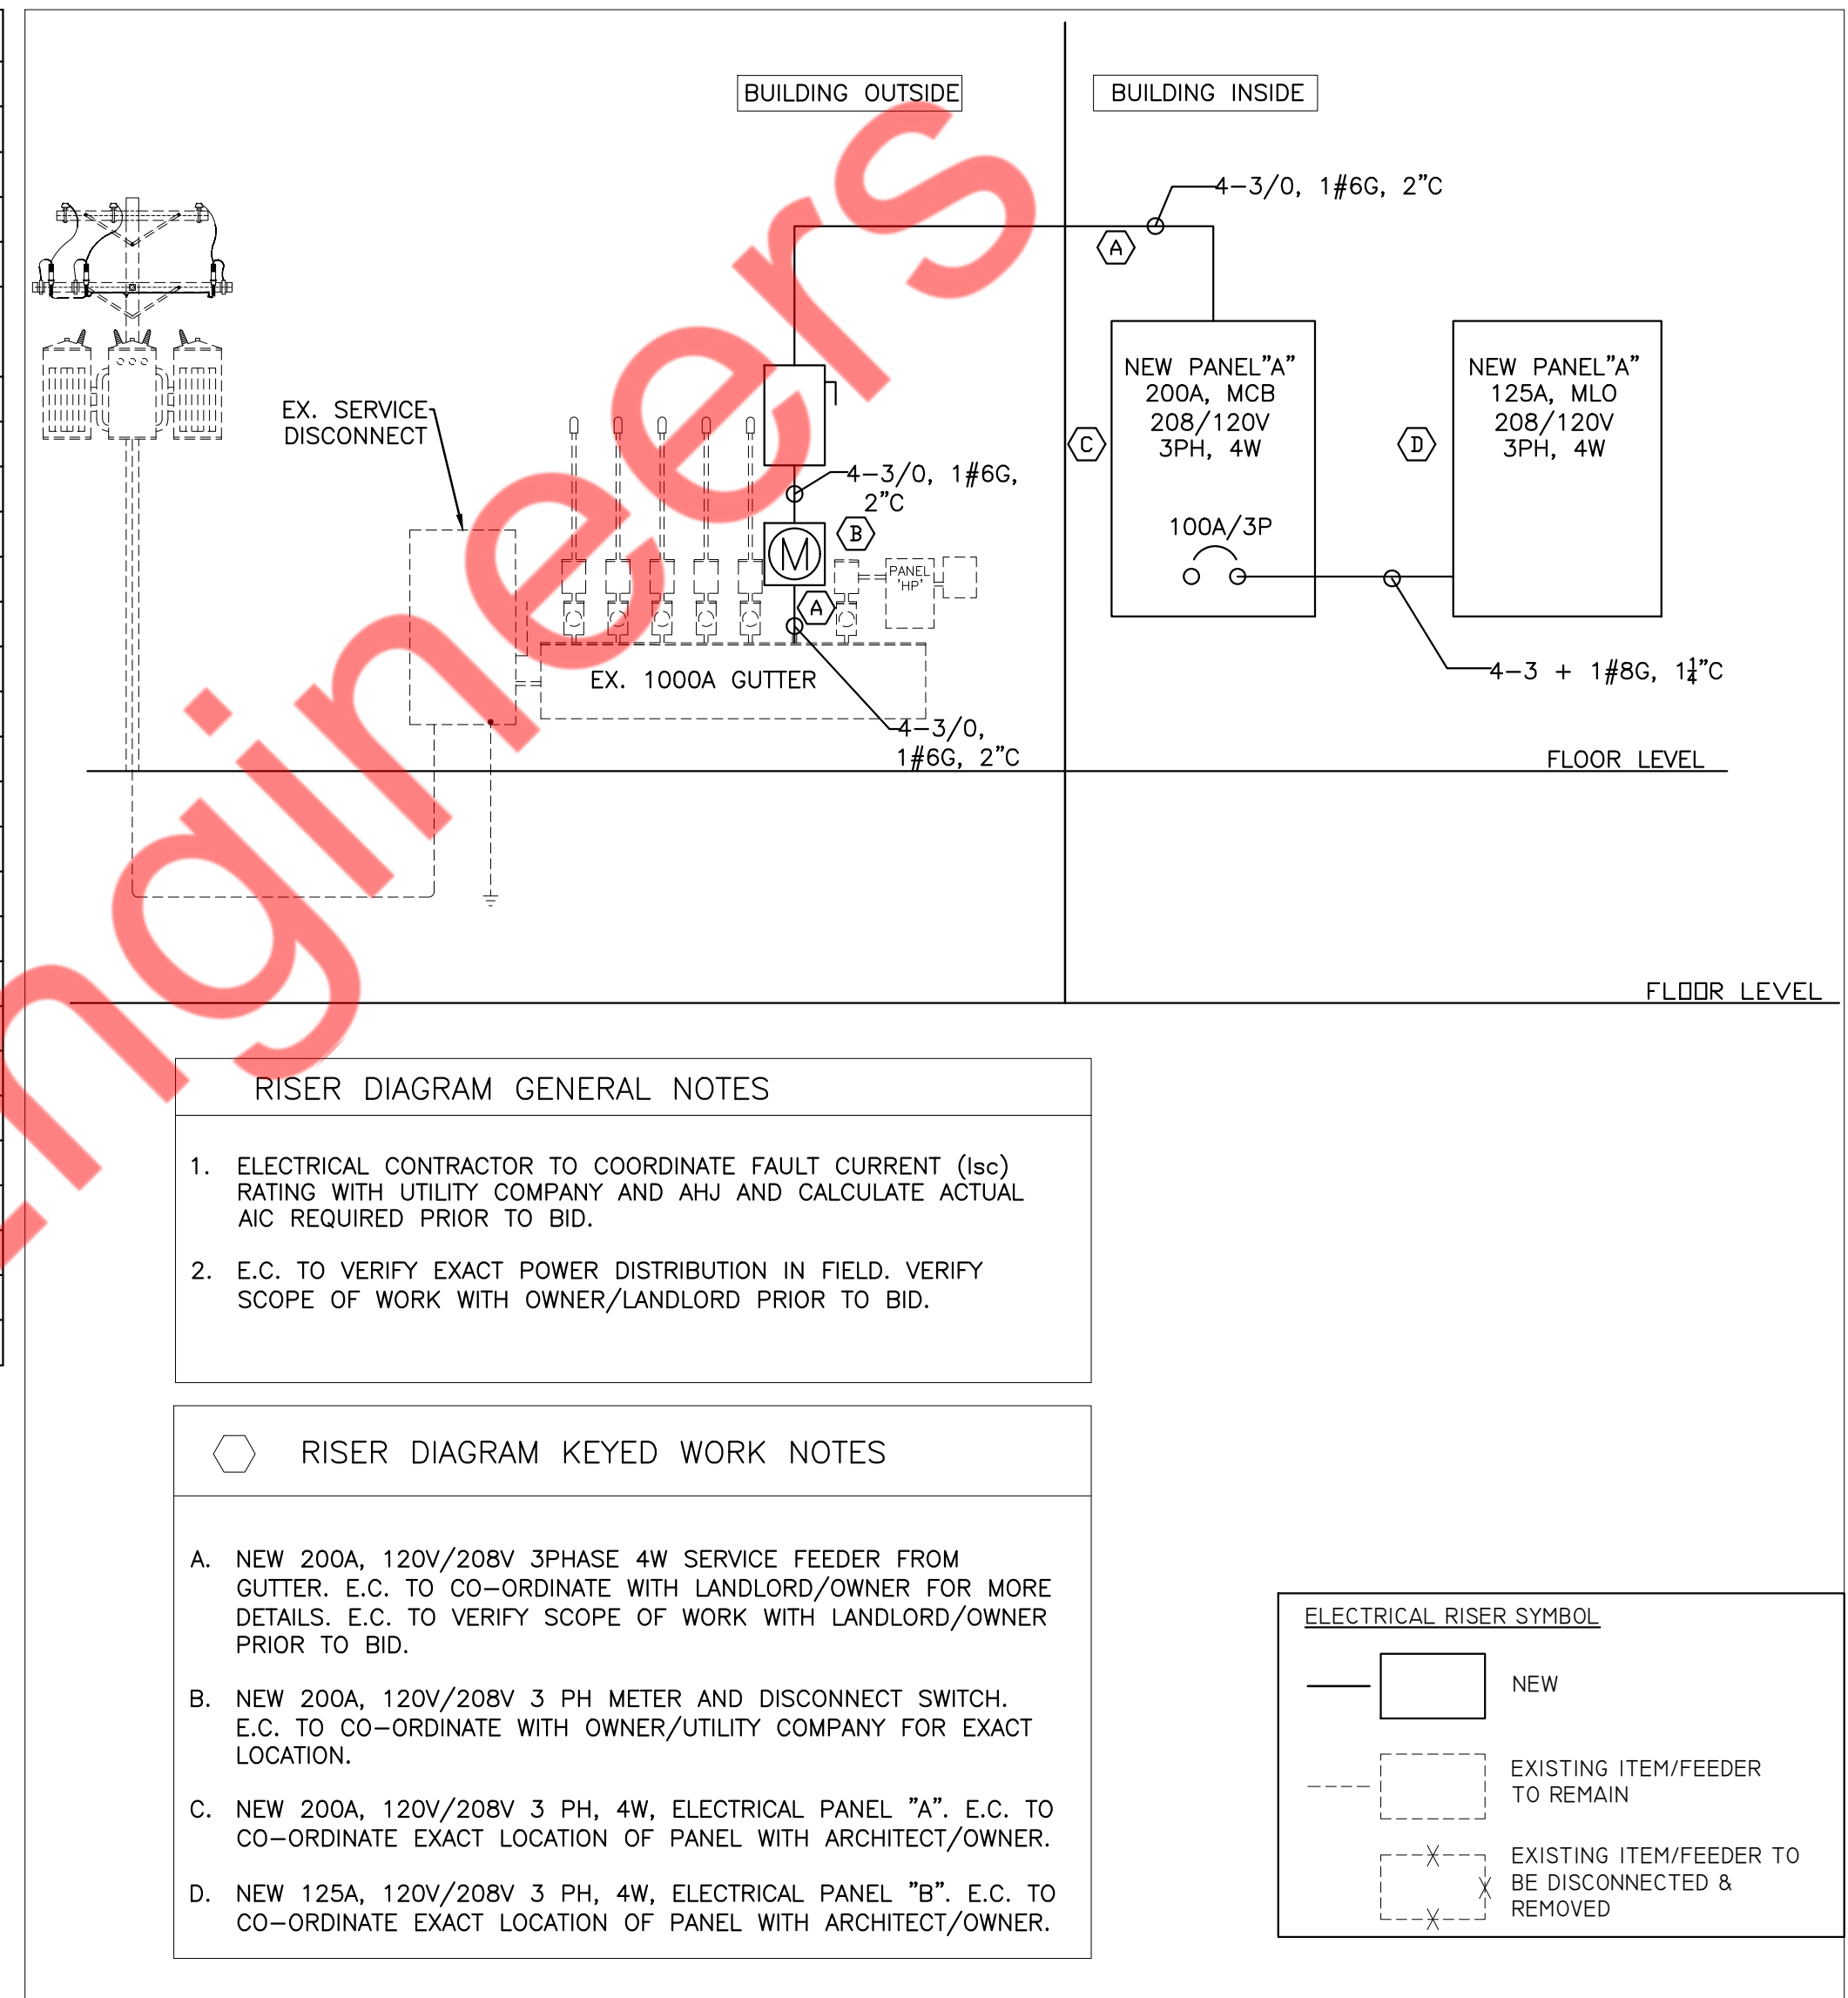 BUILDING OUTSIDE
BUILDING INSIDE
4-3/0, 1#6G, 2"C
A
EX. SERVICE
DISCONNECT
NEW PANEL"A"
200A, MCB
208/120V
3PH, 4W
C
100A/3P
NEW PANEL"A"
125A, MLO
208/120V
3PH, 4W
D
4-3/0, 1#6G,
2"C
B
M
PANEL
'HP'
A
EX. 1000A GUTTER
4-3/0,
1#6G, 2"C
4-3 + 1#8G, 1¼"C
FLOOR LEVEL
FLOOR LEVEL
ngineers
RISER DIAGRAM GENERAL NOTES
1. ELECTRICAL CONTRACTOR TO COORDINATE FAULT CURRENT (Isc)
RATING WITH UTILITY COMPANY AND AHJ AND CALCULATE ACTUAL
AIC REQUIRED PRIOR TO BID.
2. E.C. TO VERIFY EXACT POWER DISTRIBUTION IN FIELD. VERIFY
SCOPE OF WORK WITH OWNER/LANDLORD PRIOR TO BID.
RISER DIAGRAM KEYED WORK NOTES
A. NEW 200A, 120V/208V 3PHASE 4W SERVICE FEEDER FROM
GUTTER. E.C. TO CO-ORDINATE WITH LANDLORD/OWNER FOR MORE
DETAILS. E.C. TO VERIFY SCOPE OF WORK WITH LANDLORD/OWNER
PRIOR TO BID.
B. NEW 200A, 120V/208V 3 PH METER AND DISCONNECT SWITCH.
E.C. TO CO-ORDINATE WITH OWNER/UTILITY COMPANY FOR EXACT
LOCATION.
C. NEW 200A, 120V/208V 3 PH, 4W, ELECTRICAL PANEL "A". E.C. TO
CO-ORDINATE EXACT LOCATION OF PANEL WITH ARCHITECT/OWNER.
D. NEW 125A, 120V/208V 3 PH, 4W, ELECTRICAL PANEL "B". E.C. TO
CO-ORDINATE EXACT LOCATION OF PANEL WITH ARCHITECT/OWNER.
ELECTRICAL RISER SYMBOL
NEW
EXISTING ITEM/FEEDER
TO REMAIN
EXISTING ITEM/FEEDER TO
BE DISCONNECTED &
REMOVED